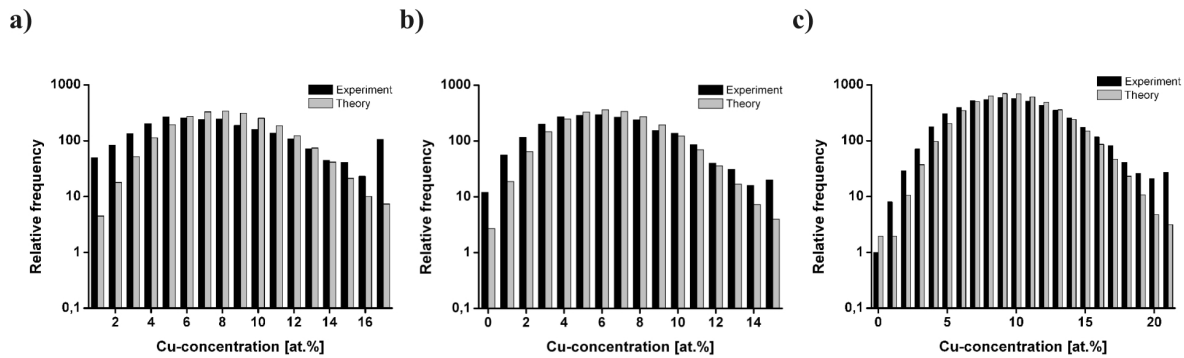 a)
1000
100
10
1
0,1
Relative frequency
Experiment
Theory
2 4 6 8 10 12 14 16
Cu-concentration [at.%]
b)
1000
100
10
1
0,1
Relative frequency
Experiment
Theory
0 2 4 6 8 10 12 14
Cu-concentration [at.%]
c)
1000
100
10
1
0,1
Relative frequency
Experiment
Theory
0 5 10 15 20
Cu-concentration [at.%]